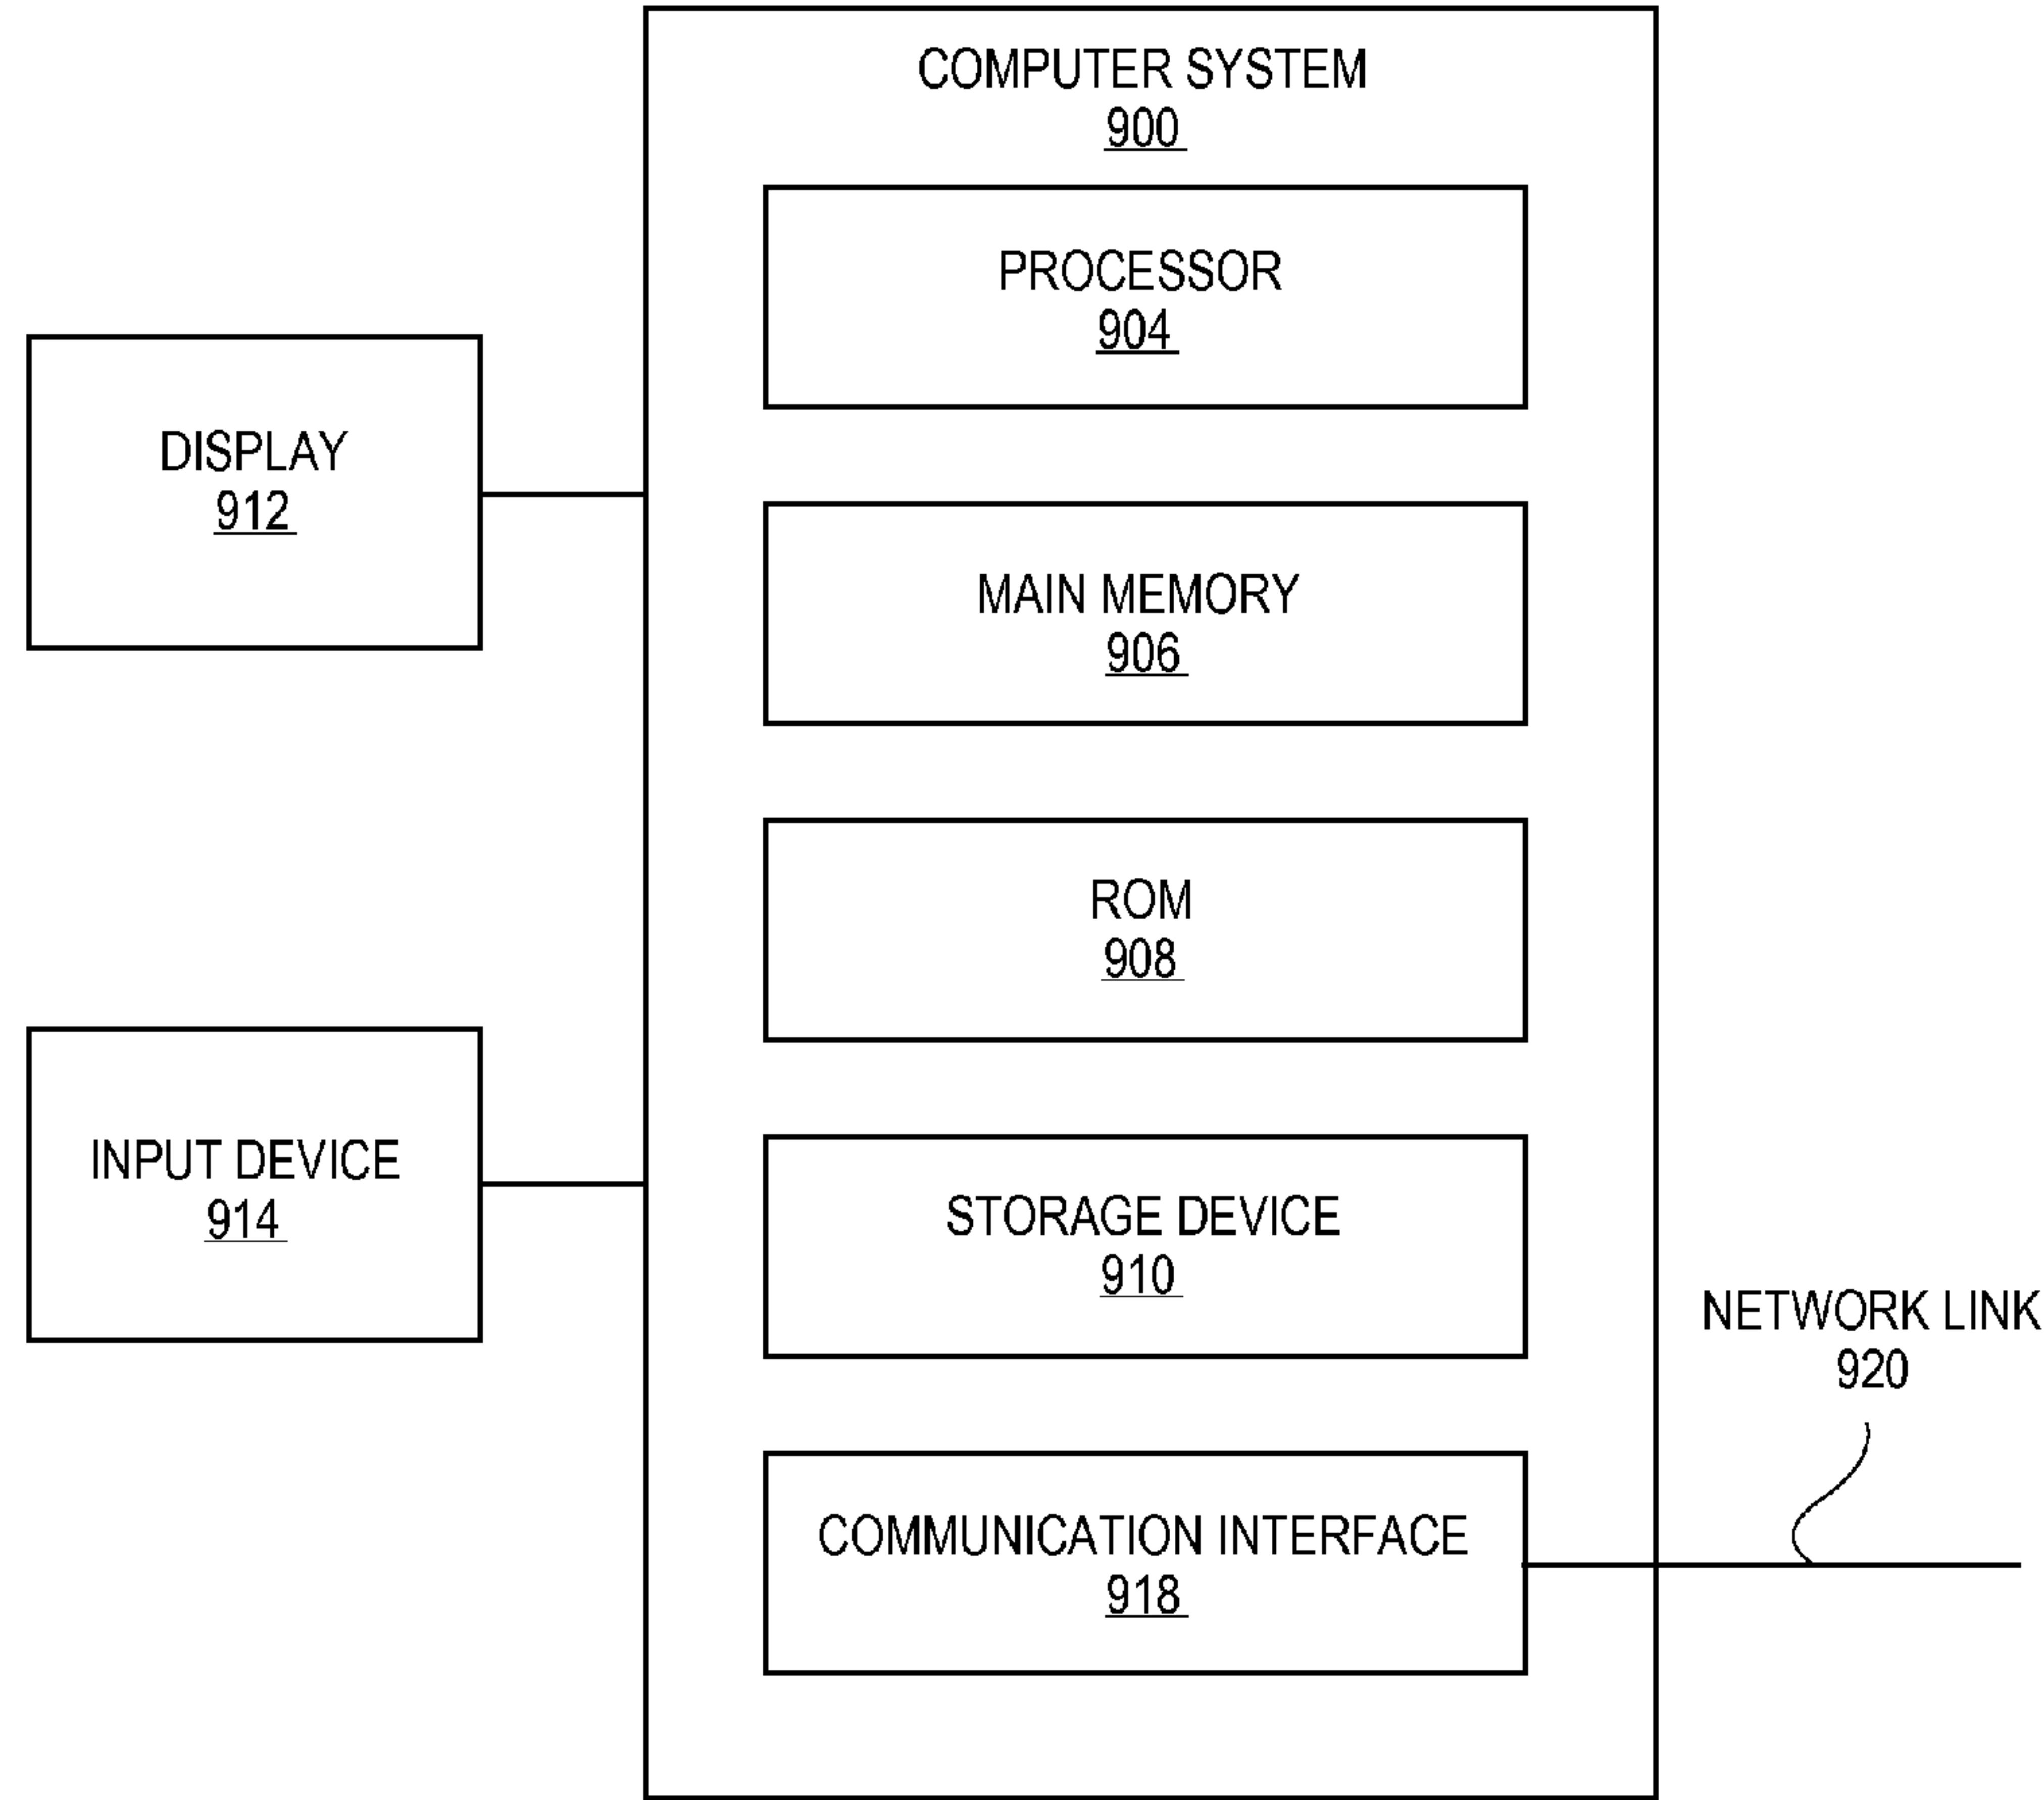 COMPUTER SYSTEM
900
PROCESSOR
904
DISPLAY
912
MAIN MEMORY
906
ROM
908
INPUT DEVICE
914
STORAGE DEVICE
910
NETWORK LINK
920
COMMUNICATION INTERFACE
918